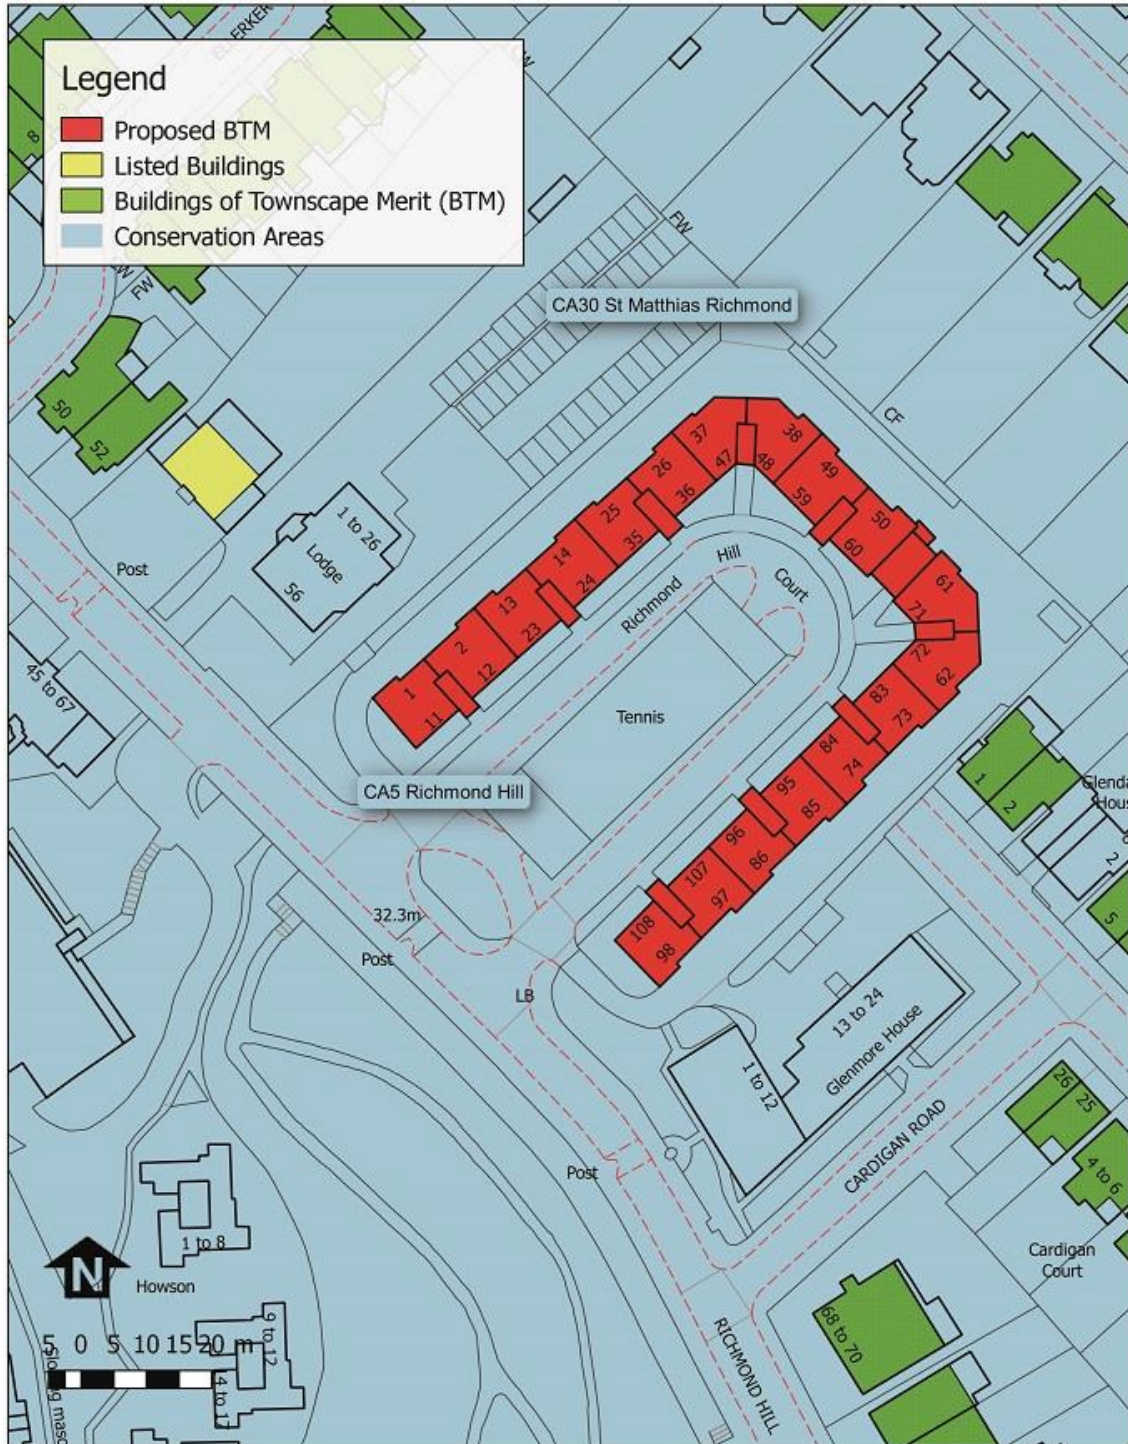 ELLERKER
Legend
Proposed BTM
Listed Buildings
Buildings of Townscape Merit (BTM)
Conservation Areas
8
FW
FW
CA30 St Matthias Richmond
CF
50
52
37
38
26
47
48
49
36
59
25
50
35
60
14
61
24
71
13
72
23
62
2
83
12
73
1
84
11
74
95
85
96
86
107
97
108
98
1 to 26
Lodge
56
Post
45 to 67
Richmond
Hill
Court
Tennis
CA5 Richmond Hill
32.3m
Post
LB
1
2
2
5
13 to 24
Glenmore House
1 to 12
CARDIGAN ROAD
26
25
4 to 6
Cardigan
Court
Post
68 to 70
RICHMOND HILL
1 to 8
Howson
9 to 12
N
5 0 5 10 15 20 m